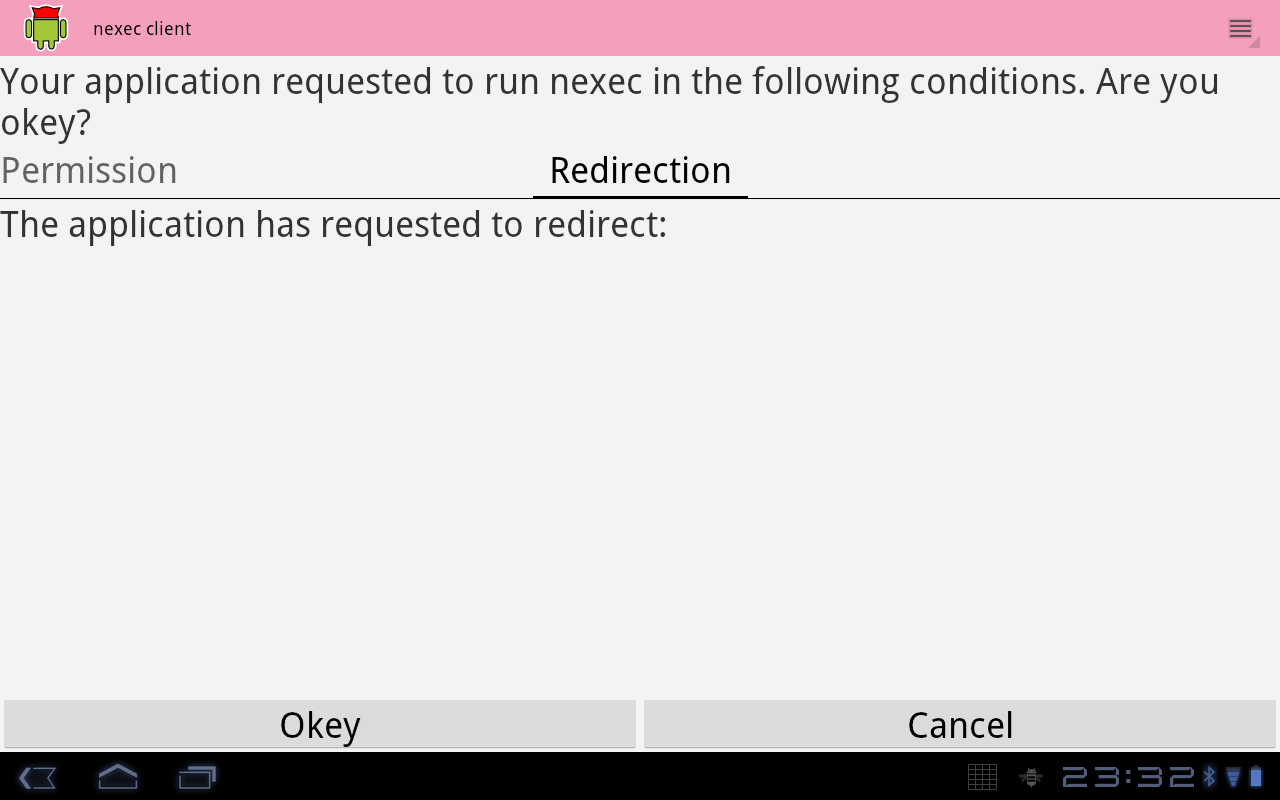 nexec client
Your application requested to run nexec in the following conditions. Are you
okey?
Permission
Redirection
The application has requested to redirect:
Okey
Cancel
23:32